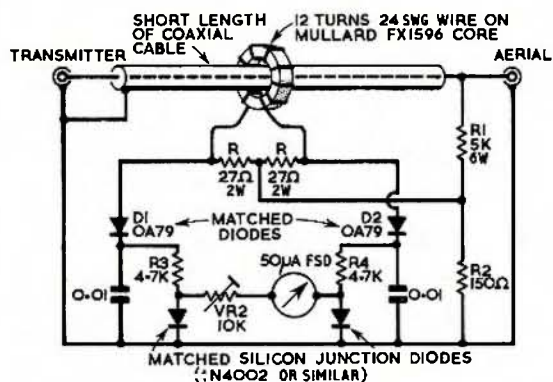 SHORT LENGTH OF COAXIAL CABLE
12 TURNS 24 SWG WIRE ON MULLARD FX1596 CORE
TRANSMITTER
AERIAL
R 27Ω 2W
R 27Ω 2W
R1 5K 6W
D1 OA79
MATCHED DIODES
D2 OA79
R3 4·7K
50μA FSD
R4 4·7K
R2 150Ω
0·01
VR2 10K
0·01
MATCHED SILICON JUNCTION DIODES
(1N4002 OR SIMILAR)